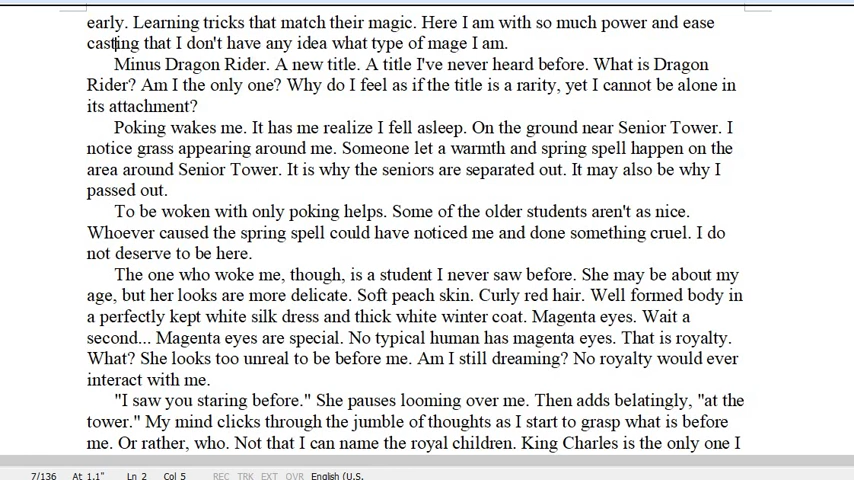 early. Learning tricks that match their magic. Here I am with so much power and ease
casting that I don't have any idea what type of mage I am.
Minus Dragon Rider. A new title. A title I've never heard before. What is Dragon
Rider? Am I the only one? Why do I feel as if the title is a rarity, yet I cannot be alone in
its attachment?
Poking wakes me. It has me realize I fell asleep. On the ground near Senior Tower. I
notice grass appearing around me. Someone let a warmth and spring spell happen on the
area around Senior Tower. It is why the seniors are separated out. It may also be why I
passed out.
To be woken with only poking helps. Some of the older students aren't as nice.
Whoever caused the spring spell could have noticed me and done something cruel. I do
not deserve to be here.
The one who woke me, though, is a student I never saw before. She may be about my
age, but her looks are more delicate. Soft peach skin. Curly red hair. Well formed body in
a perfectly kept white silk dress and thick white winter coat. Magenta eyes. Wait a
second... Magenta eyes are special. No typical human has magenta eyes. That is royalty.
What? She looks too unreal to be before me. Am I still dreaming? No royalty would ever
interact with me.
"I saw you staring before." She pauses looming over me. Then adds belatingly, "at the
tower." My mind clicks through the jumble of thoughts as I start to grasp what is before
me. Or rather, who. Not that I can name the royal children. King Charles is the only one I
7/136 At 1.1" Ln 2 Col 5 REC TRK EXT OVR English (U.S.